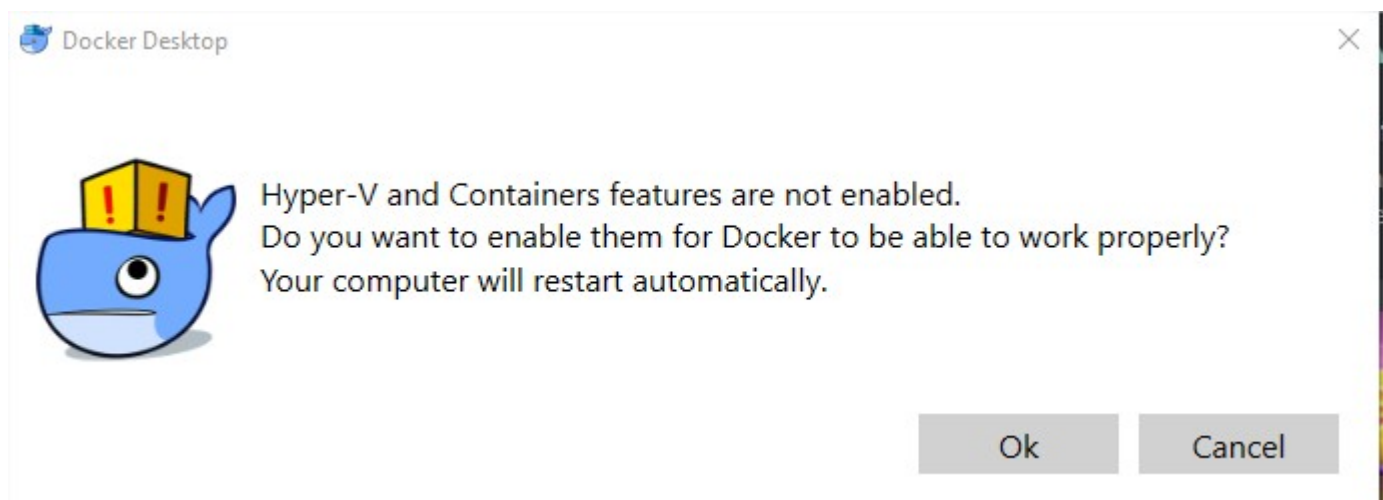 Docker Desktop
Hyper-V and Containers features are not enabled.
Do you want to enable them for Docker to be able to work properly?
Your computer will restart automatically.
Ok
Cancel